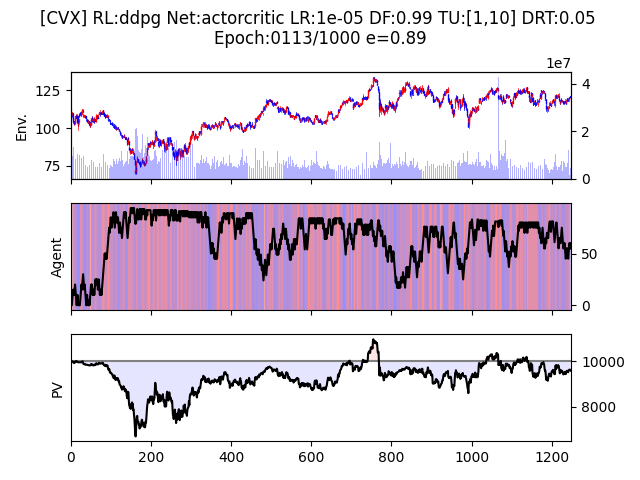 [CVX] RL:ddpg Net:actorcritic LR:1e-05 DF:0.99 TU:[1,10] DRT:0.05
Epoch:0113/1000 e=0.89
1e7
125
100
75
Env.
4
2
0
Agent
50
0
PV
10000
8000
0 200 400 600 800 1000 1200